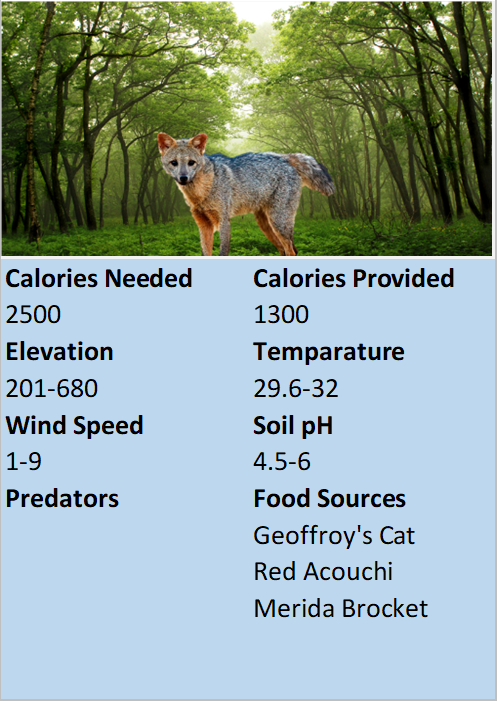 Calories Needed
Calories Provided
2500
1300
Elevation
Temparature
201-680
29.6-32
Wind Speed
Soil pH
1-9
4.5-6
Predators
Food Sources
Geoffroy's Cat
Red Acouchi
Merida Brocket